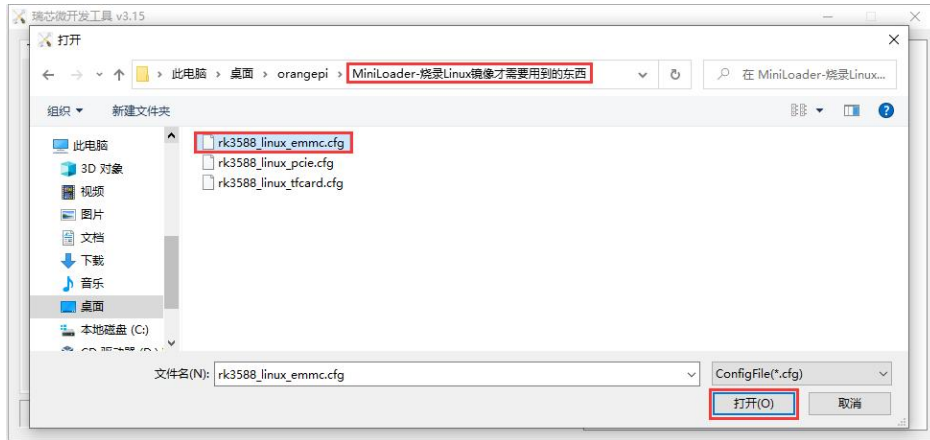 瑞芯微开发工具 v3.15
打开
此电脑 > 桌面 > orangepi > MiniLoader-烧录Linux镜像才需要用到的东西
在 MiniLoader-烧录Linux...
组织 新建文件夹
此电脑
3D 对象
视频
图片
文档
下载
音乐
桌面
本地磁盘 (C:)
rk3588_linux_emmc.cfg
rk3588_linux_pcie.cfg
rk3588_linux_tfcard.cfg
文件名(N): rk3588_linux_emmc.cfg
ConfigFile(*.cfg)
打开(O) 取消